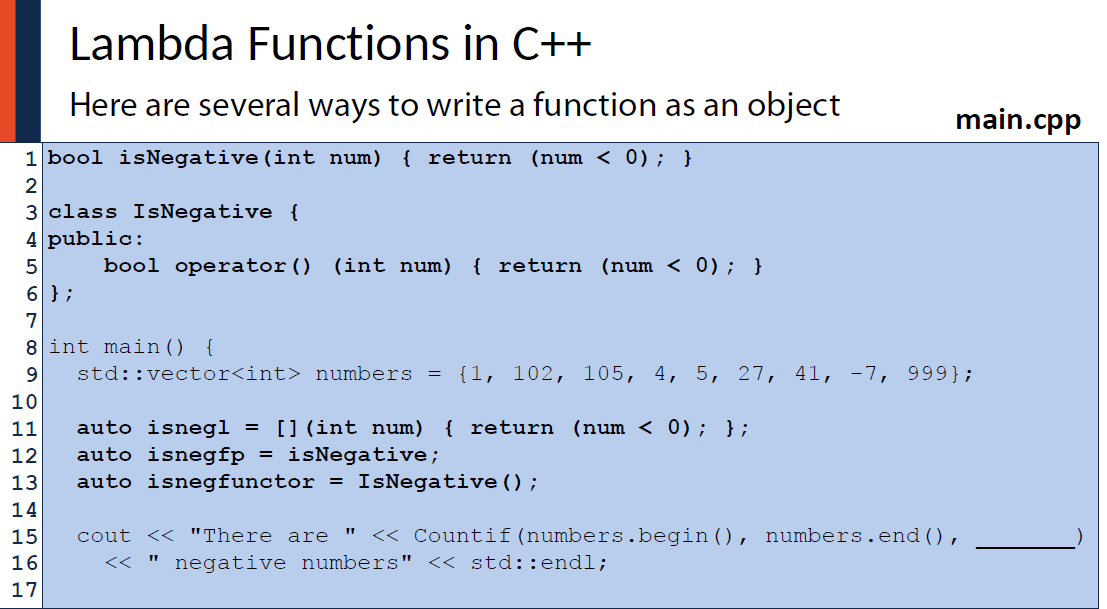 Lambda Functions in C++
Here are several ways to write a function as an object
main.cpp
1 bool isNegative(int num) { return (num < 0); }
2
3 class IsNegative {
4 public:
5     bool operator() (int num) { return (num < 0); }
6 };
7
8 int main() {
9   std::vector<int> numbers = {1, 102, 105, 4, 5, 27, 41, -7, 999};
10
11   auto isnegl = [](int num) { return (num < 0); };
12   auto isnegfp = isNegative;
13   auto isnegfunctor = IsNegative();
14
15   cout << "There are " << Countif(numbers.begin(), numbers.end(), _______)
16     << " negative numbers" << std::endl;
17